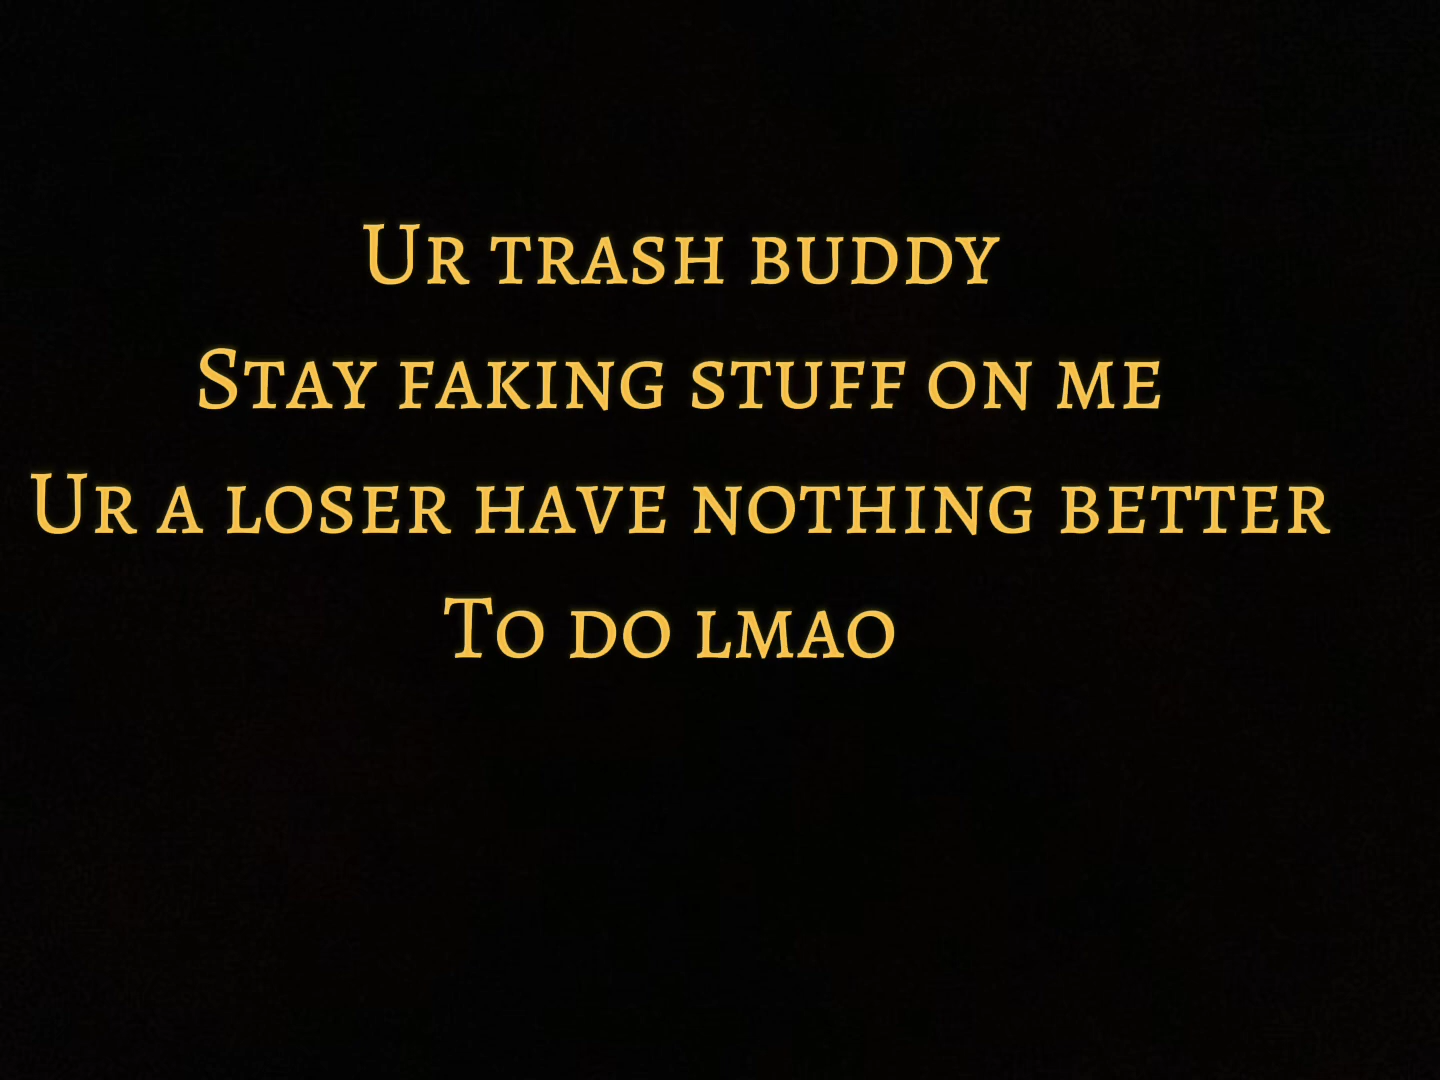 Ur trash buddy
Stay faking stuff on me
Ur a loser have nothing better
To do lmao